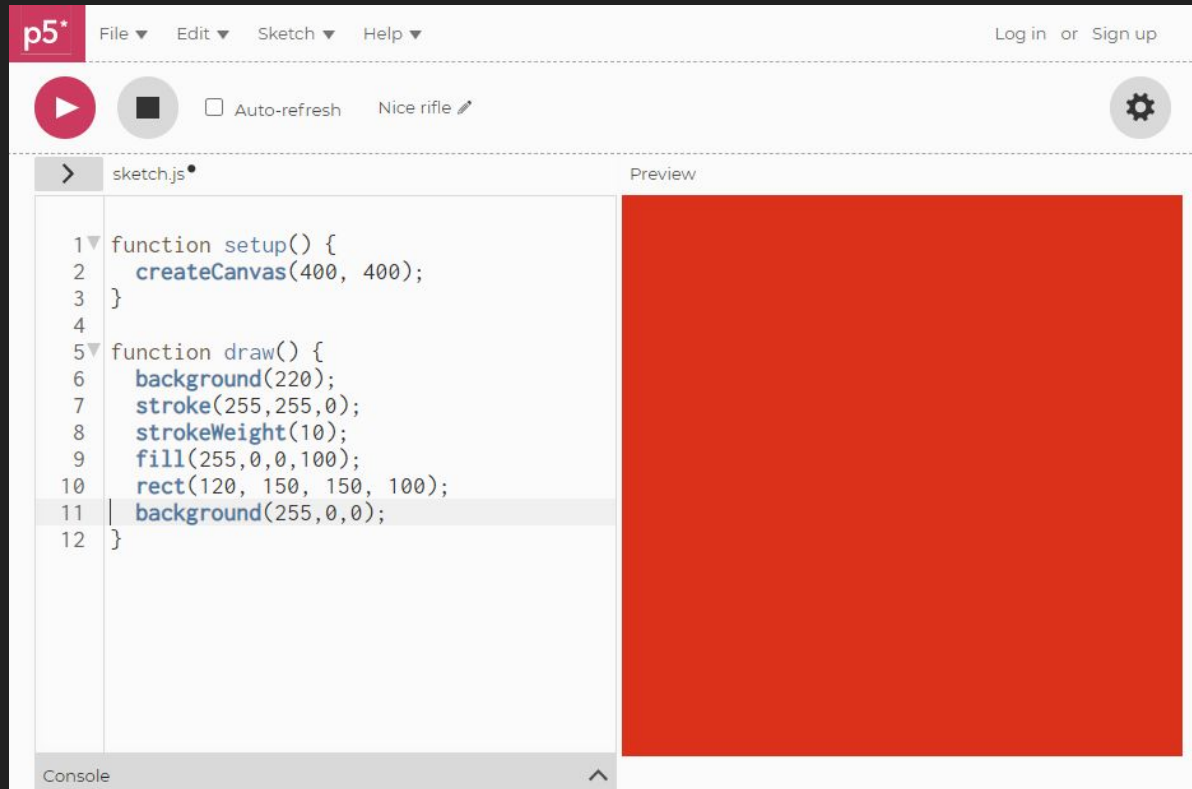 p5* File Edit Sketch Help Log in or Sign up
Auto-refresh Nice rifle
sketch.js
Preview
1 function setup() {
2 createCanvas(400, 400);
3 }
4
5 function draw() {
6 background(220);
7 stroke(255,255,0);
8 strokeWeight(10);
9 fill(255,0,0,100);
10 rect(120, 150, 150, 100);
11 background(255,0,0);
12 }
Console